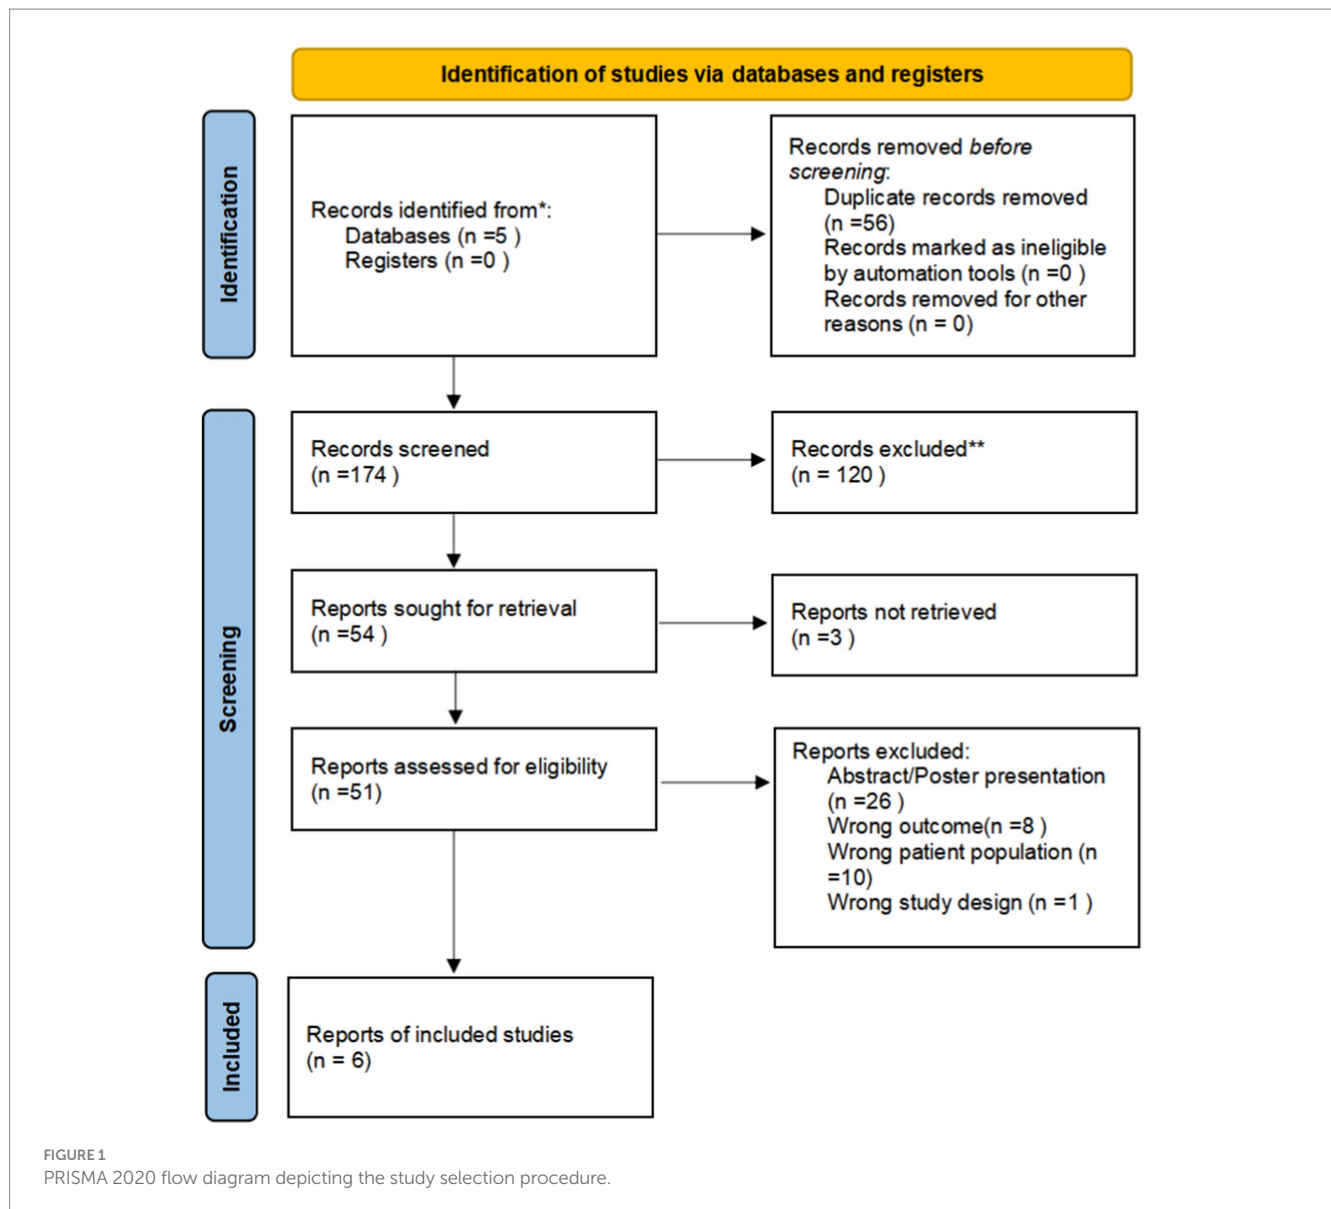 Identification of studies via databases and registers
Identification
Records identified from*:
Databases (n =5 )
Registers (n =0 )
Records removed before
screening:
Duplicate records removed
(n =56)
Records marked as ineligible
by automation tools (n =0 )
Records removed for other
reasons (n = 0)
Screening
Records screened
(n =174 )
Records excluded**
(n = 120 )
Reports sought for retrieval
(n =54 )
Reports not retrieved
(n =3 )
Reports assessed for eligibility
(n =51)
Reports excluded:
Abstract/Poster presentation
(n =26 )
Wrong outcome(n =8 )
Wrong patient population (n
=10)
Wrong study design (n =1 )
Included
Reports of included studies
(n = 6)
FIGURE 1
PRISMA 2020 flow diagram depicting the study selection procedure.